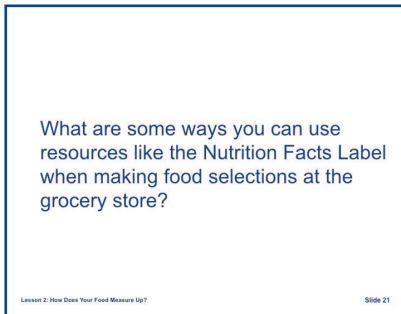 What are some ways you can use
resources like the Nutrition Facts Label
when making food selections at the
grocery store?
Lesson 2: How Does Your Food Measure Up?
Slide 21